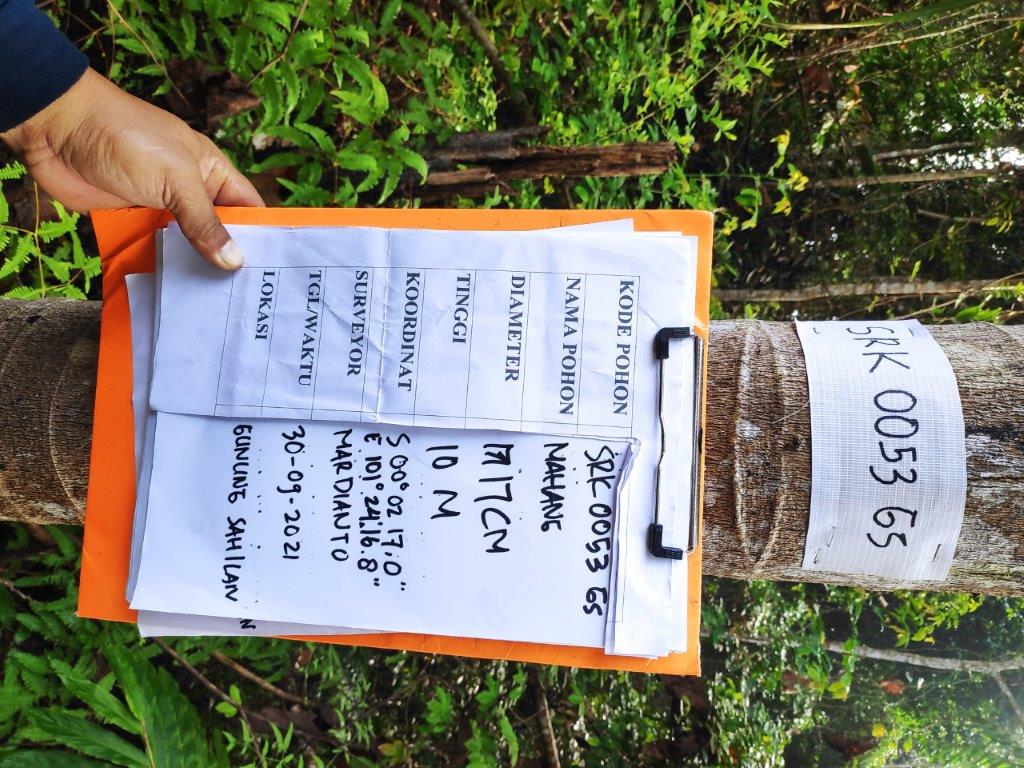 KODE POHON SRK 0053 GS
NAMA POHON NAHANG
DIAMETER 17 CM
TINGGI 10 M
KOORDINAT S 00° 02 17.0"
E 101° 24.16.8"
SURVEYOR MARDIANTO
TGL/WAKTU 30-09-2021
LOKASI GUNUNG SAHILAN
SRK 0053 GS